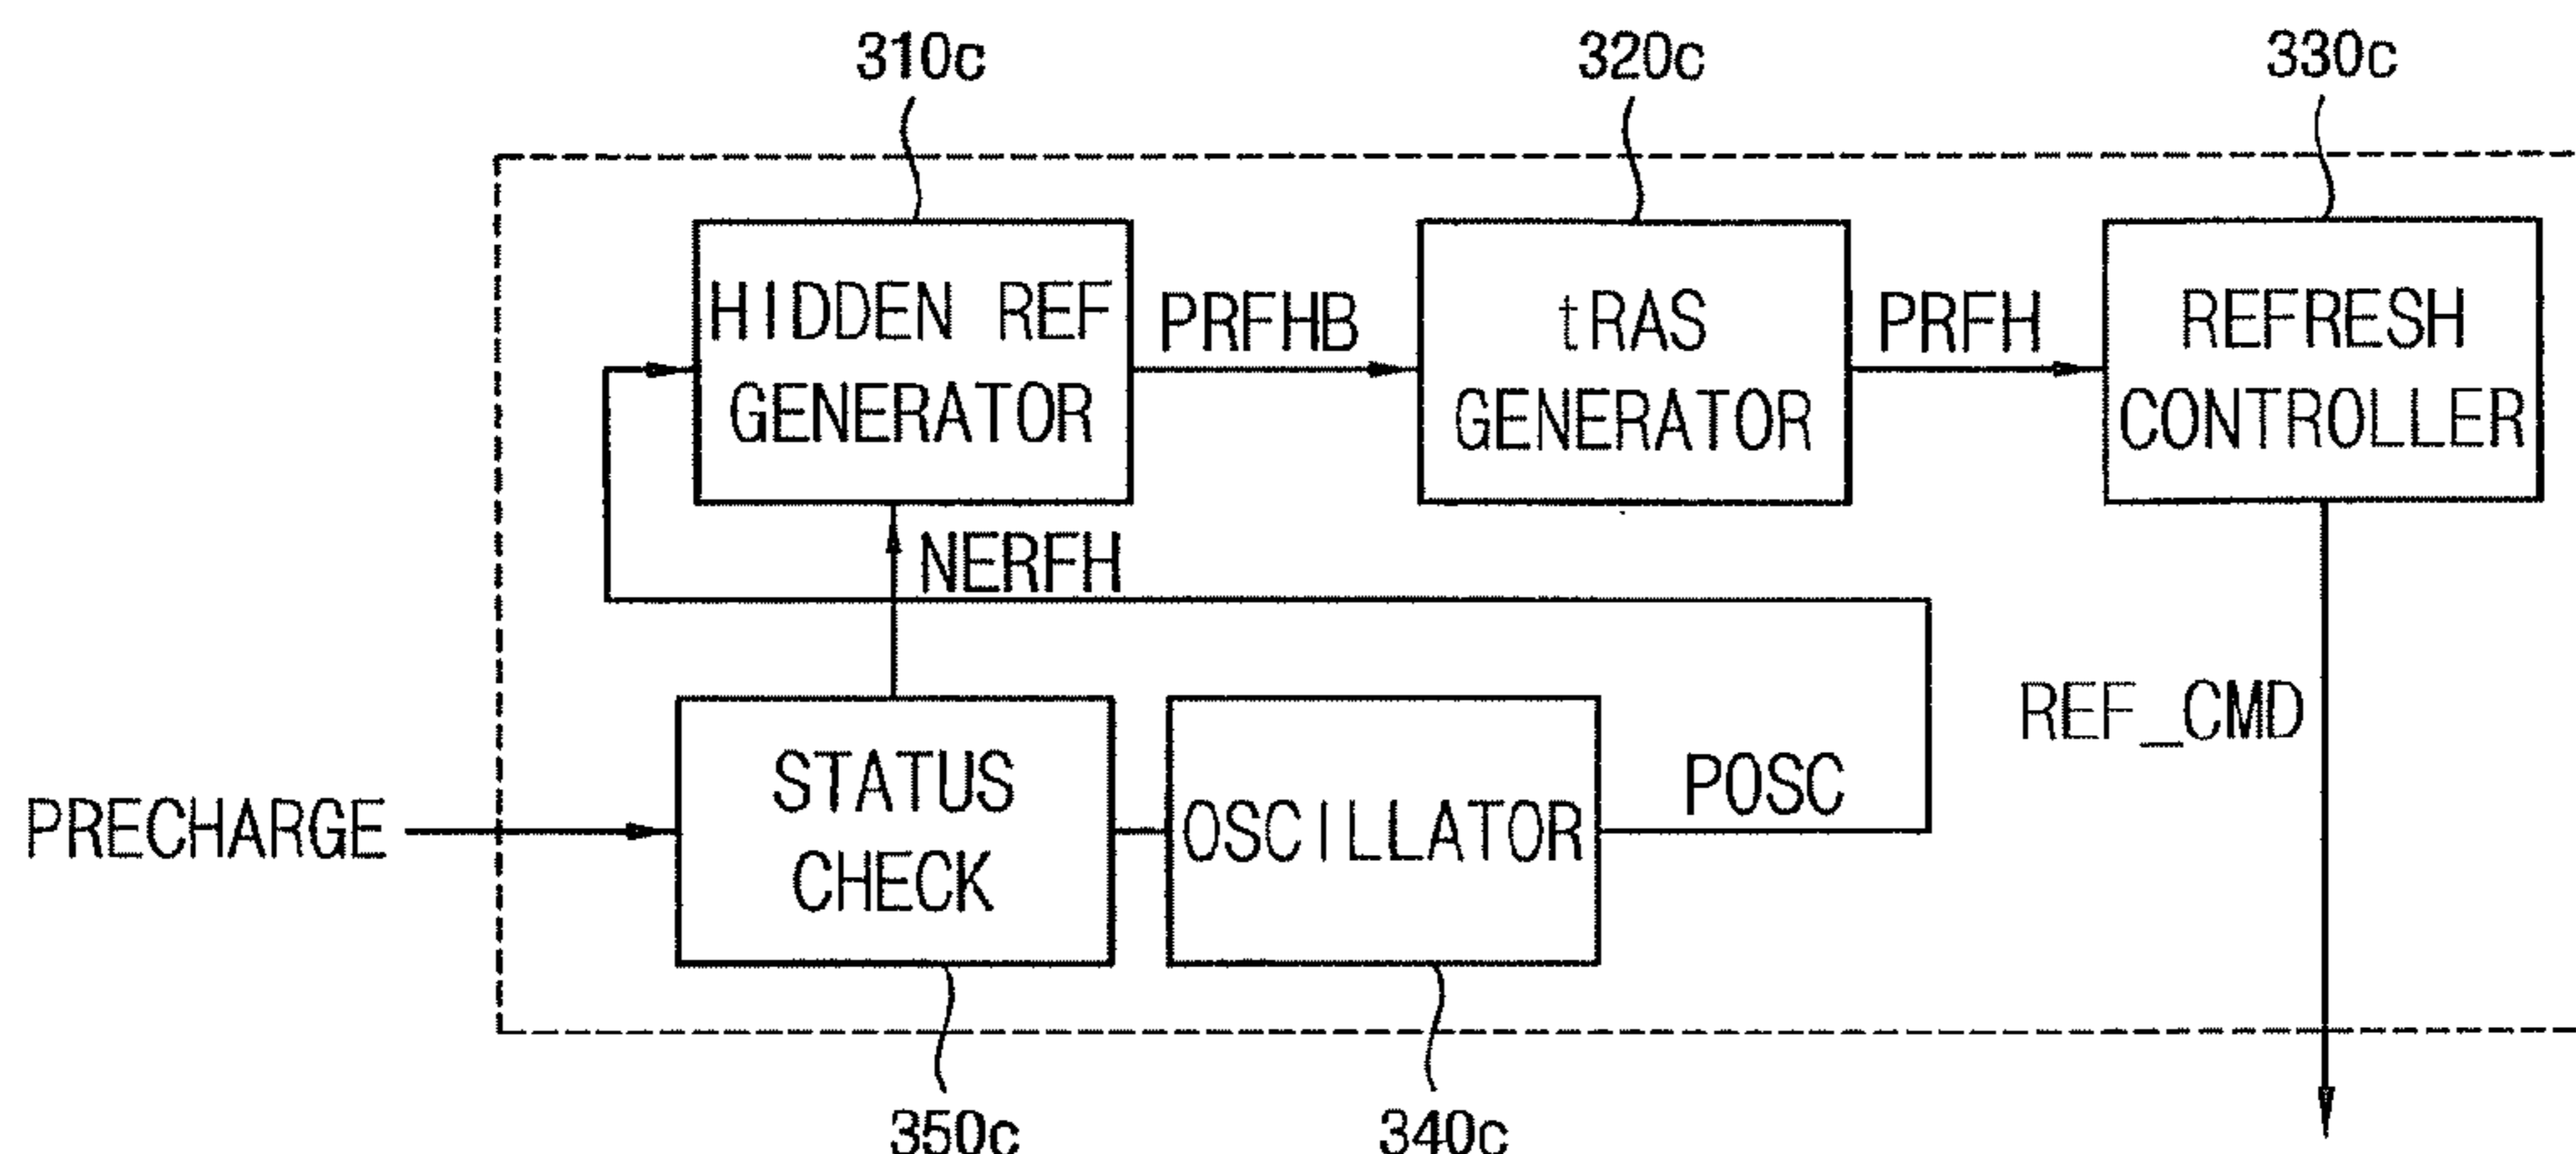 310c
320c
330c
HIDDEN REF
GENERATOR
PRFHB
tRAS
GENERATOR
PRFH
REFRESH
CONTROLLER
NERFH
REF_CMD
PRECHARGE
STATUS
CHECK
OSCILLATOR
POSC
350c
340c